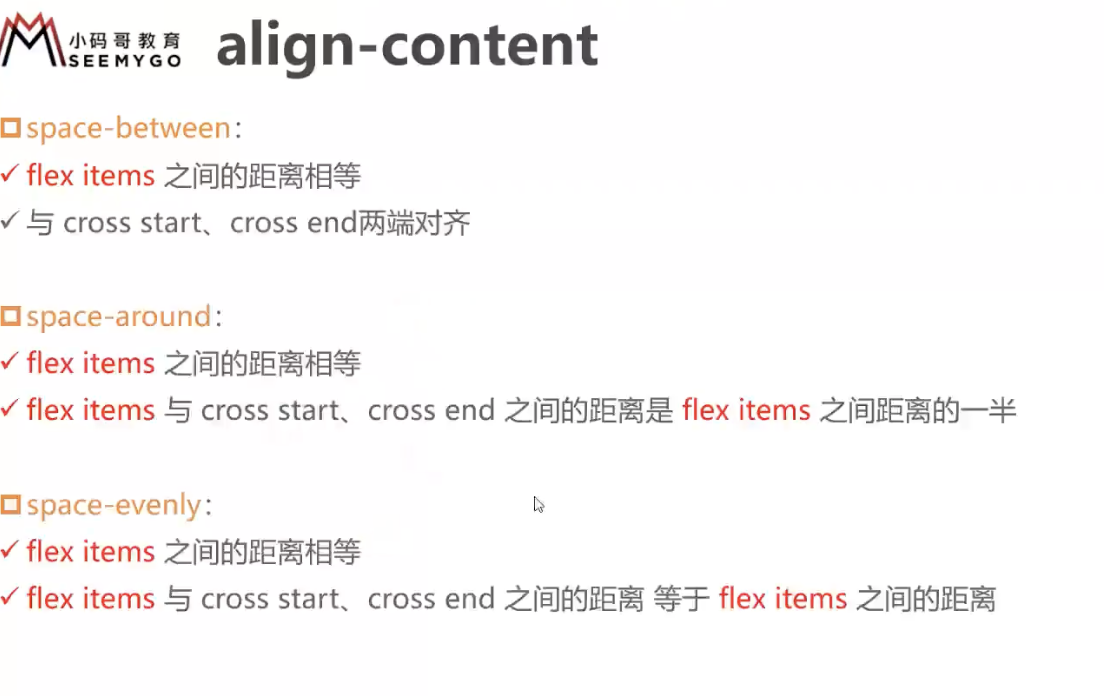 小码哥教育
SEEMYGO
align-content
space-between：
flex items 之间的距离相等
与 cross start、cross end两端对齐
space-around：
flex items 之间的距离相等
flex items 与 cross start、cross end 之间的距离是 flex items 之间距离的一半
space-evenly：
flex items 之间的距离相等
flex items 与 cross start、cross end 之间的距离 等于 flex items 之间的距离